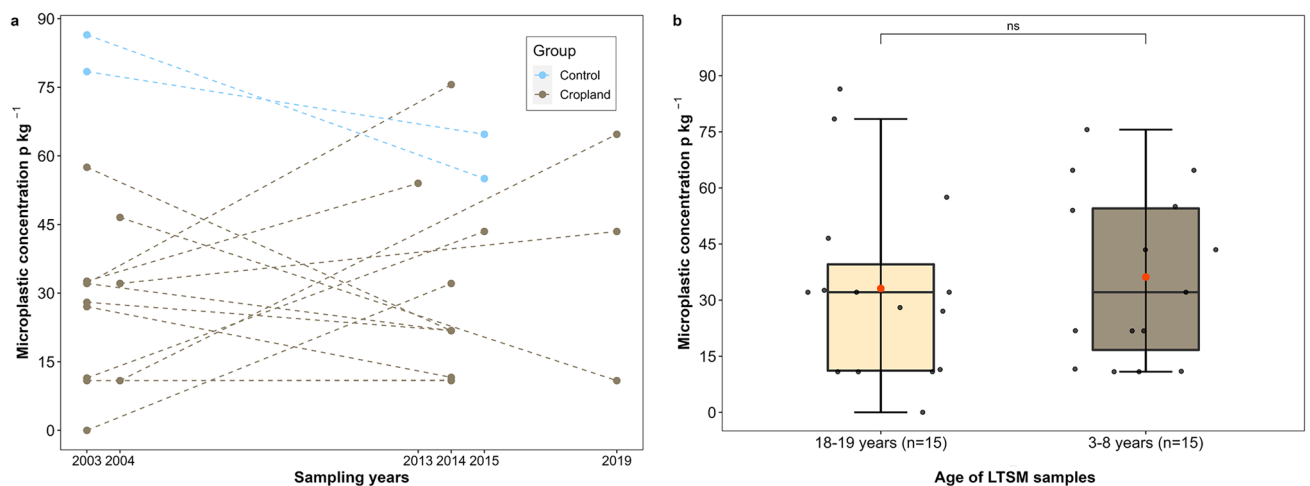 a
90
75
60
45
30
15
0
Microplastic concentration p kg⁻¹
Group
Control
Cropland
2003 2004 2013 2014 2015 2019
Sampling years
b
ns
90
75
60
45
30
15
0
Microplastic concentration p kg⁻¹
18-19 years (n=15) 3-8 years (n=15)
Age of LTSM samples